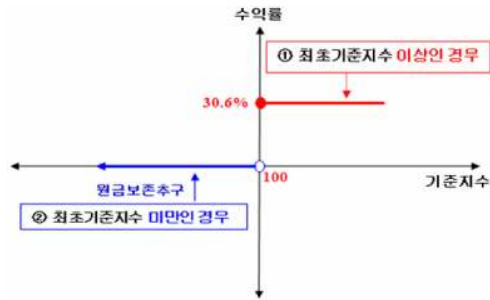 수익률
① 최초기준지수 이상인 경우
30.6%
100
기준지수
원금보존추구
② 최초기준지수 미만인 경우